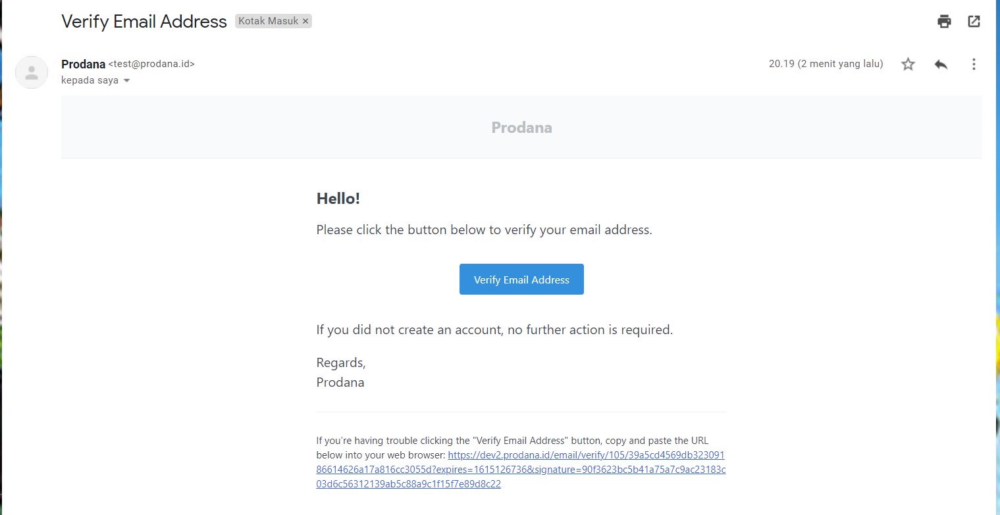 Verify Email Address Kotak Masuk ×
Prodana <test@prodana.id> 20.19 (2 menit yang lalu)
kepada saya
Prodana
Hello!
Please click the button below to verify your email address.
Verify Email Address
If you did not create an account, no further action is required.
Regards,
Prodana
If you’re having trouble clicking the "Verify Email Address" button, copy and paste the URL
below into your web browser: https://dev2.prodana.id/email/verify/105/39a5cd4569db323091
86614626a17a816cc3055d?expires=1615126736&signature=90f3623bc5b41a75a7c9ac23183c
03d6c56312139ab5c88a9c1f15f7e89d8c22